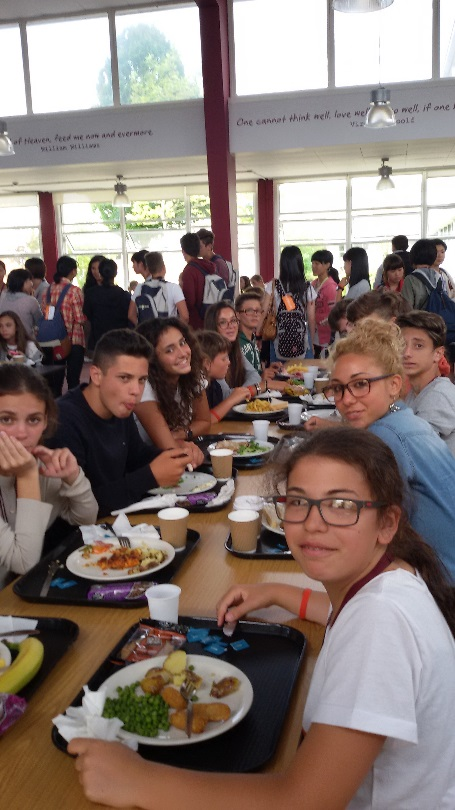 of Heaven, feed me now and evermore.
William Williams
One cannot think well, love well, sleep well, if one